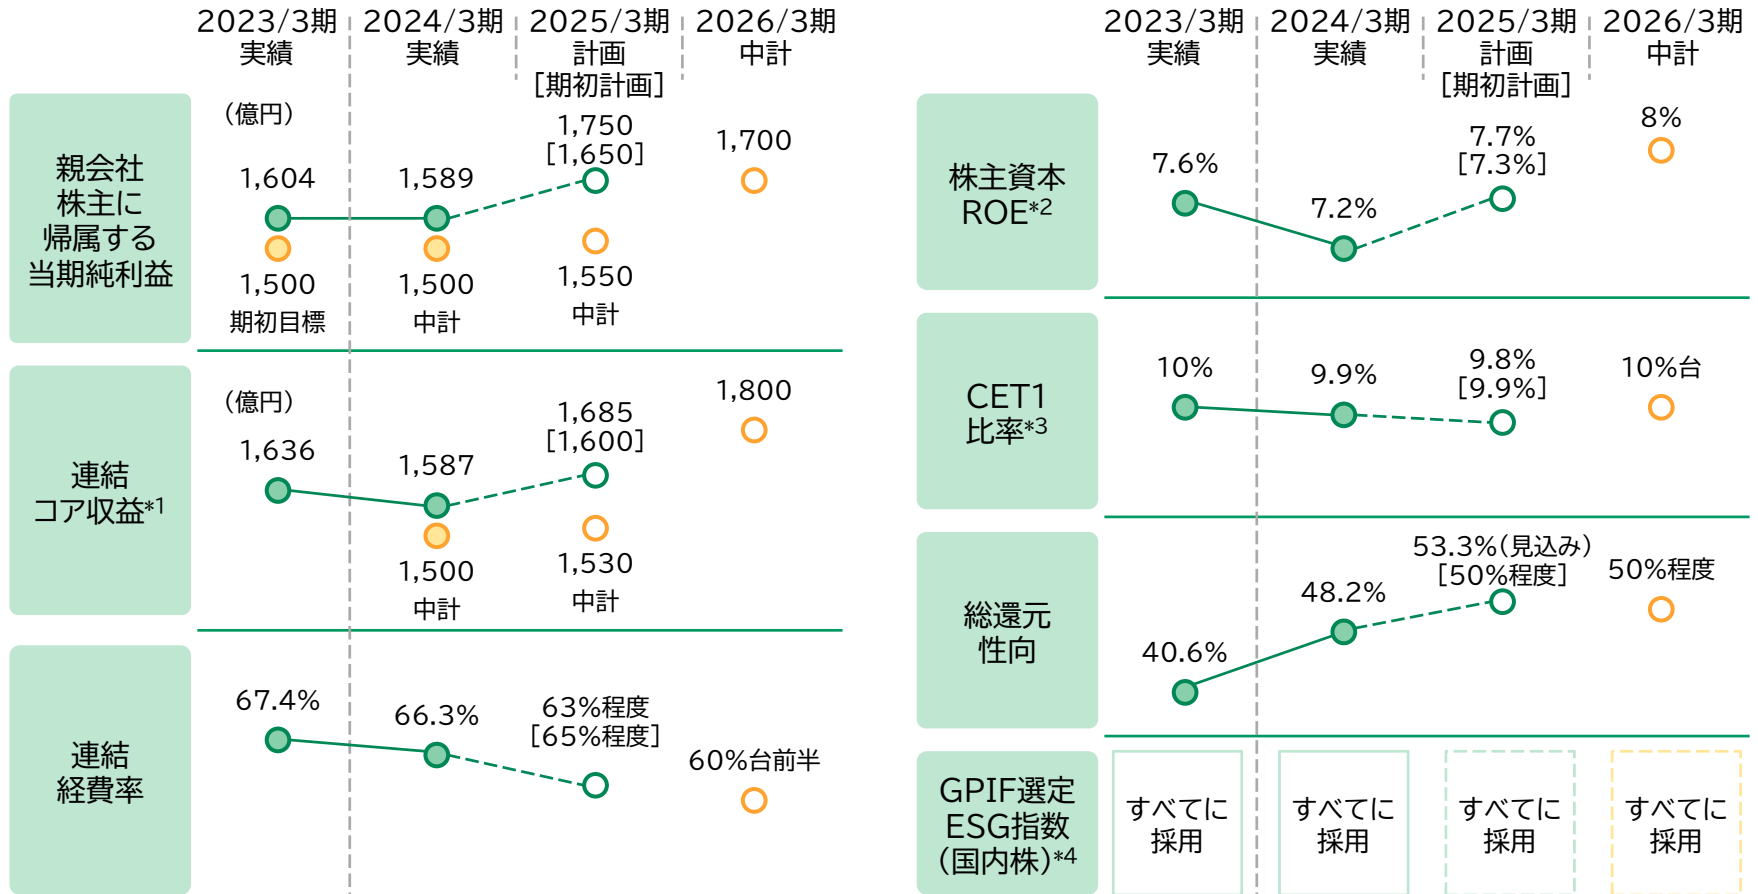 2023/3期
実績
2024/3期
実績
2025/3期
計画
[期初計画]
2026/3期
中計
親会社
株主に
帰属する
当期純利益
（億円）
1,604
1,500
期初目標
1,589
1,500
中計
1,750
[1,650]
1,550
中計
1,700
連結
コア収益*1
（億円）
1,636
1,587
1,500
中計
1,685
[1,600]
1,530
中計
1,800
連結
経費率
67.4%
66.3%
63%程度
[65%程度]
60%台前半
2023/3期
実績
2024/3期
実績
2025/3期
計画
[期初計画]
2026/3期
中計
株主資本
ROE*2
7.6%
7.2%
7.7%
[7.3%]
8%
CET1
比率*3
10%
9.9%
9.8%
[9.9%]
10%台
総還元
性向
40.6%
48.2%
53.3%（見込み）
[50%程度]
50%程度
GPIF選定
ESG指数
（国内株）*4
すべてに
採用
すべてに
採用
すべてに
採用
すべてに
採用